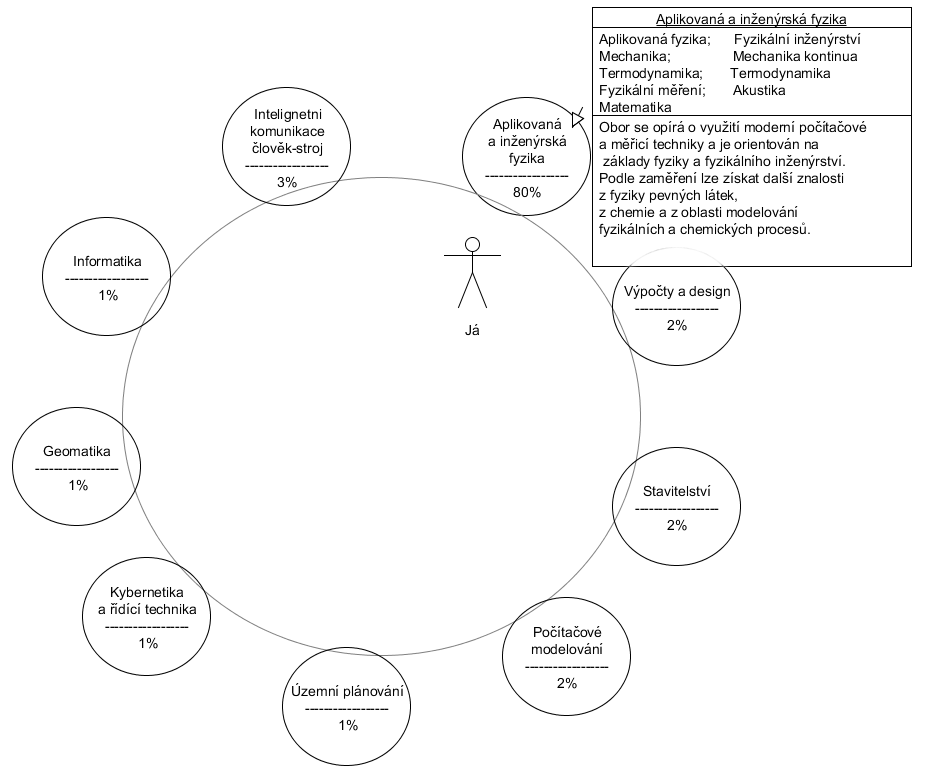 Aplikovaná a inženýrská fyzika
Aplikovaná fyzika; Fyzikální inženýrství
Mechanika; Mechanika kontinua
Termodynamika; Termodynamika
Fyzikální měření; Akustika
Matematika
Obor se opírá o využití moderní počítačové
a měřicí techniky a je orientován na
základy fyziky a fyzikálního inženýrství.
Podle zaměření lze získat další znalosti
z fyziky pevných látek,
z chemie a z oblasti modelování
fyzikálních a chemických procesů.
Intelignetni
komunikace
člověk-stroj
------------------
3%
Aplikovaná
a inženýrská
fyzika
------------------
80%
Informatika
------------------
1%
Já
Výpočty a design
------------------
2%
Geomatika
------------------
1%
Stavitelství
------------------
2%
Kybernetika
a řídící technika
------------------
1%
Počítačové
modelování
------------------
2%
Územní plánování
------------------
1%